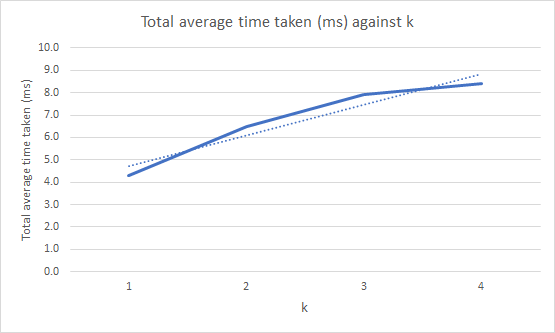 Total average time taken (ms) against k
Total average time taken (ms)
10.0
9.0
8.0
7.0
6.0
5.0
4.0
3.0
2.0
1.0
0.0
1 2 3 4
k